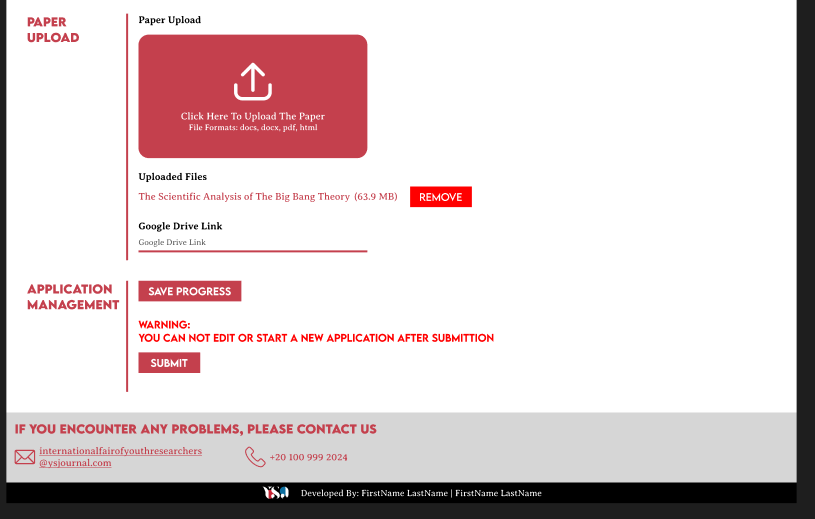 PAPER
UPLOAD
Paper Upload
Click Here To Upload The Paper
File Formats: docs, docx, pdf, html
Uploaded Files
The Scientific Analysis of The Big Bang Theory (63.9 MB)
REMOVE
Google Drive Link
Google Drive Link
APPLICATION
MANAGEMENT
SAVE PROGRESS
WARNING:
YOU CAN NOT EDIT OR START A NEW APPLICATION AFTER SUBMITTION
SUBMIT
IF YOU ENCOUNTER ANY PROBLEMS, PLEASE CONTACT US
internationalfairofyouthresearchers
@ysjournal.com
+20 100 999 2024
Developed By: FirstName LastName | FirstName LastName